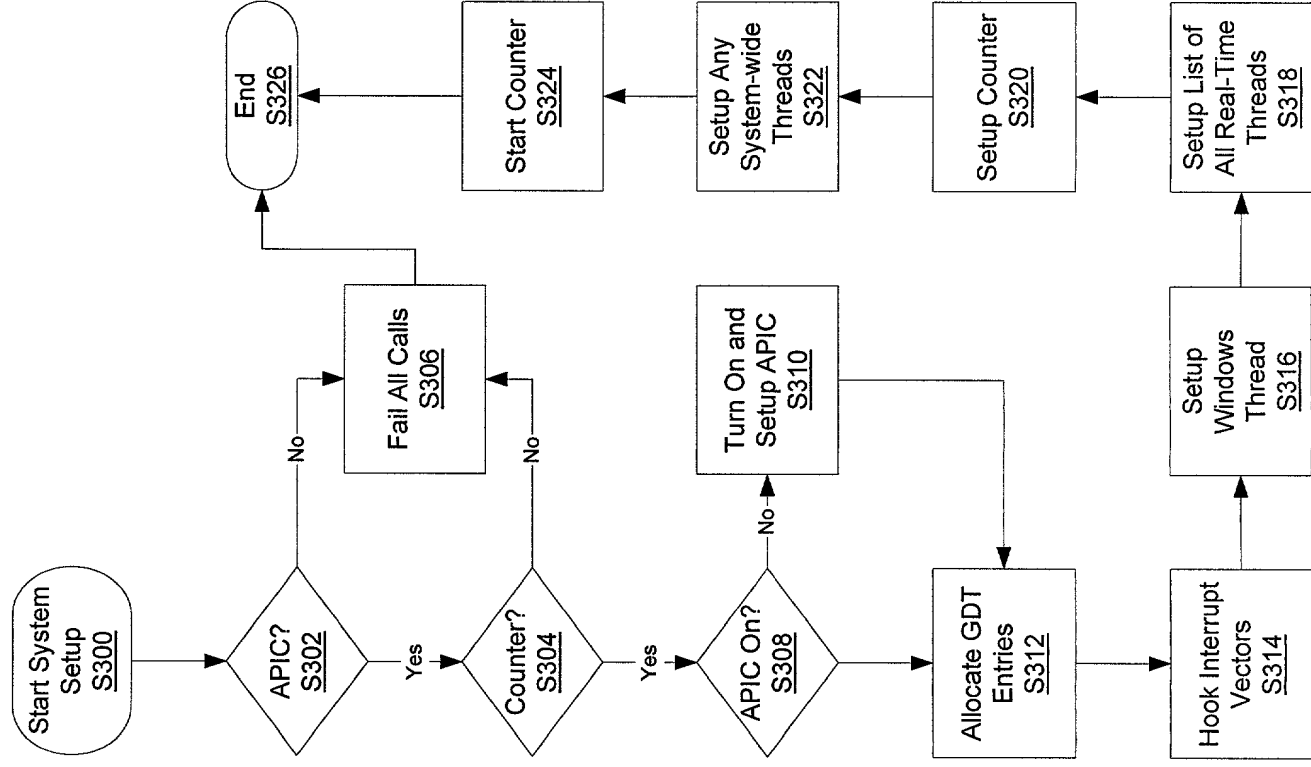 Start System
Setup
S300
APIC?
S302
No
Yes
Fail All Calls
S306
Counter?
S304
No
Yes
APIC On?
S308
No
Turn On and
Setup APIC
S310
Allocate GDT
Entries
S312
Hook Interrupt
Vectors
S314
Setup
Windows
Thread
S316
Setup List of
All Real-Time
Threads
S318
Setup Counter
S320
Setup Any
System-wide
Threads
S322
Start Counter
S324
End
S326